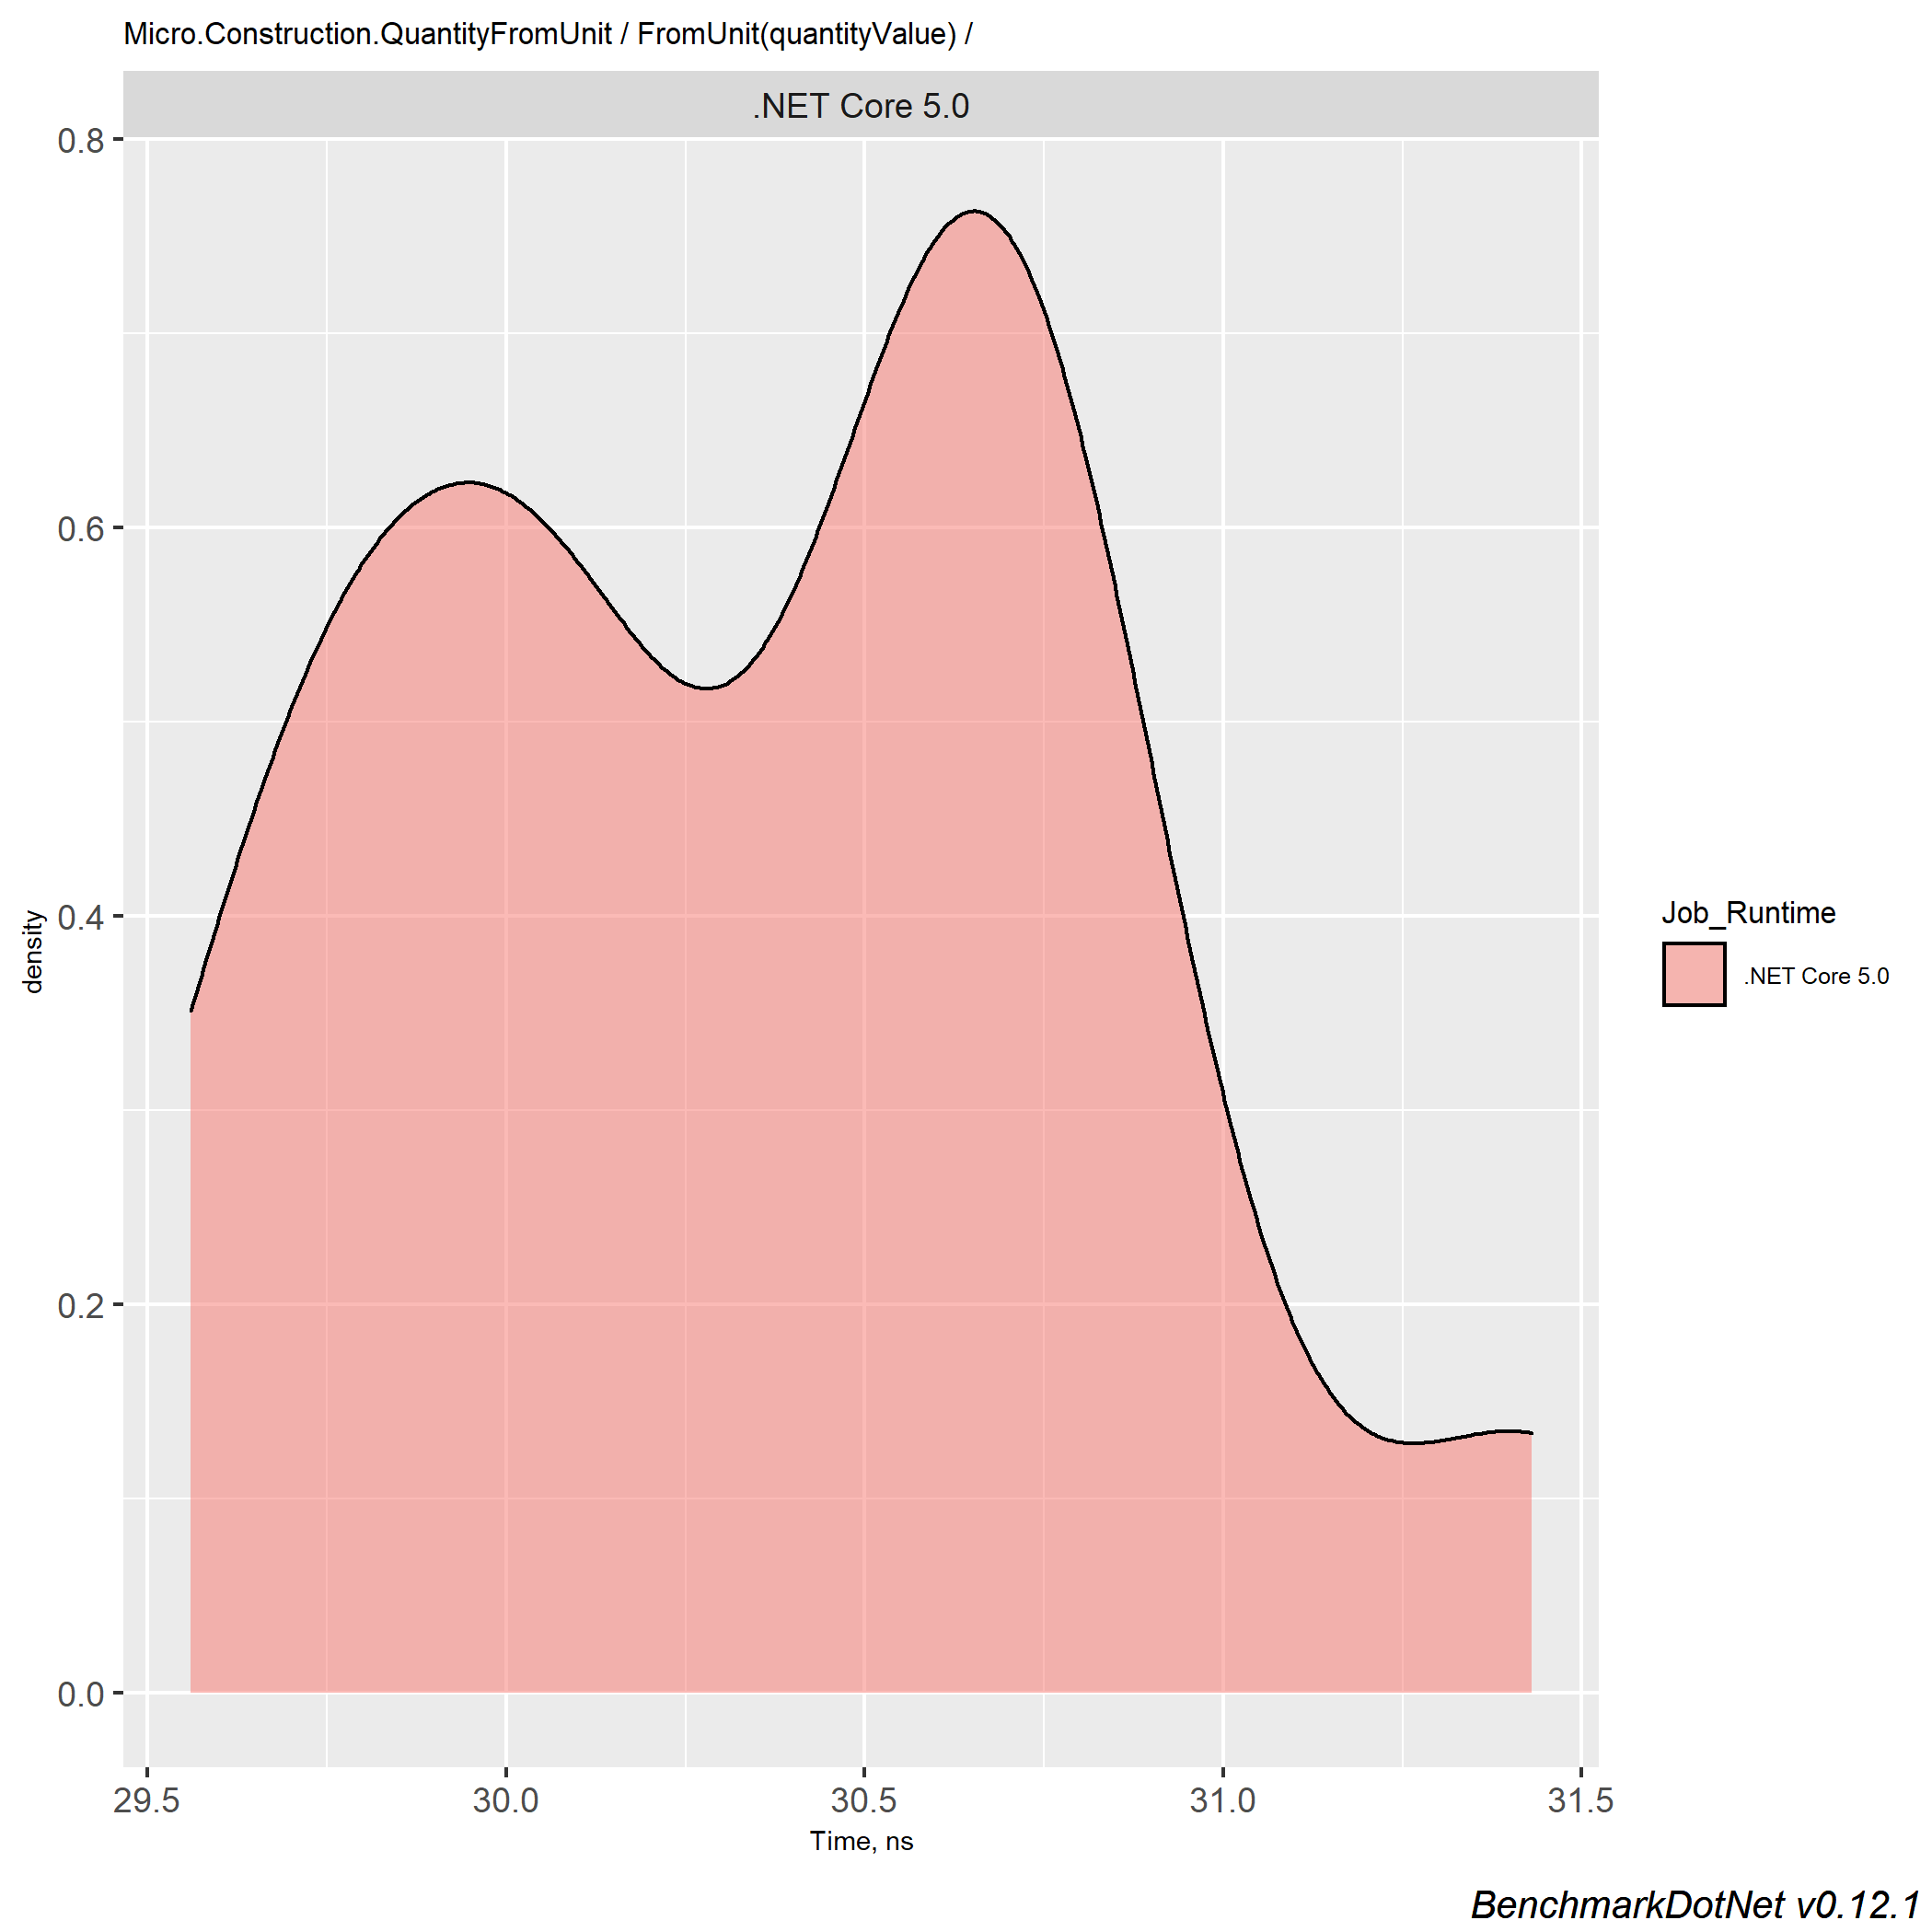 Micro.Construction.QuantityFromUnit / FromUnit(quantityValue) /
.NET Core 5.0
0.8
0.6
0.4
0.2
0.0
density
29.5 30.0 30.5 31.0 31.5
Time, ns
Job_Runtime
.NET Core 5.0
BenchmarkDotNet v0.12.1